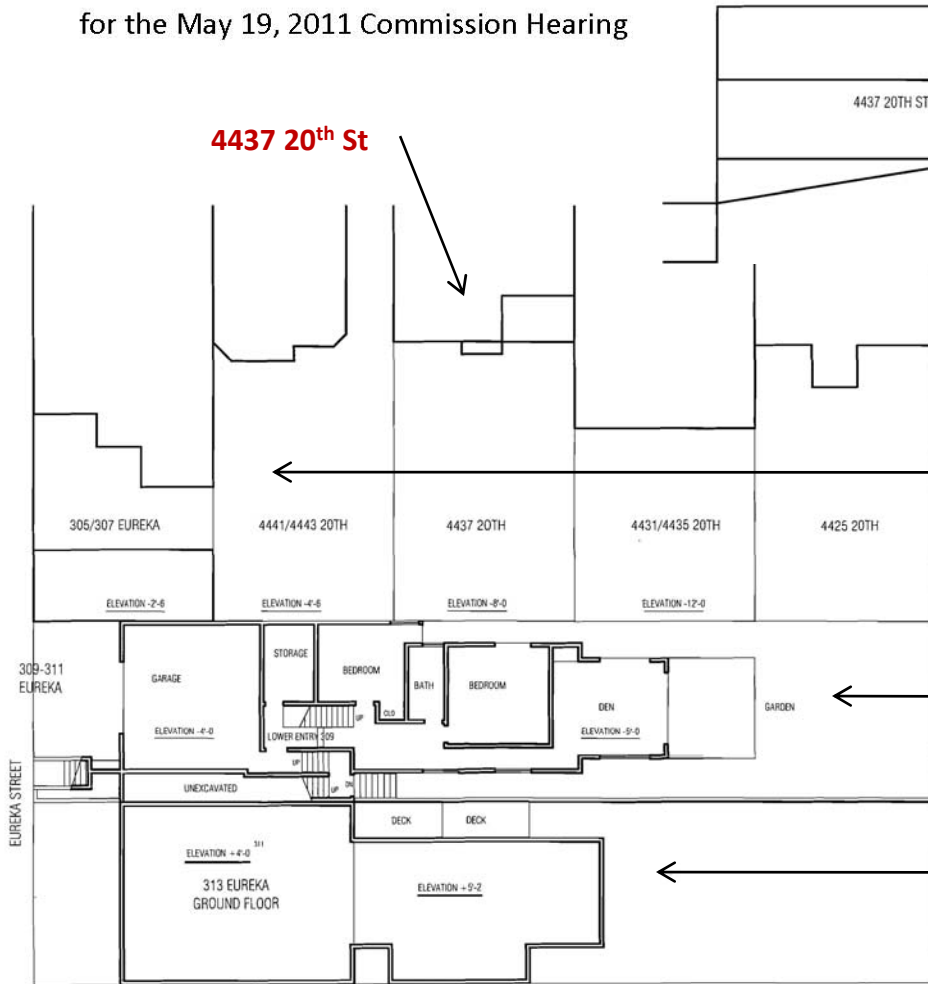 for the May 19, 2011 Commission Hearing
4437 20TH ST
4437 20th St
305/307 EUREKA
4441/4443 20TH
4437 20TH
4431/4435 20TH
4425 20TH
ELEVATION -2'-6
ELEVATION -4'-6
ELEVATION -8'-0
ELEVATION -12'-0
309-311
EUREKA
GARAGE
STORAGE
BEDROOM
BATH
BEDROOM
DEN
GARDEN
CLO
UP
ELEVATION -4'-0
LOWER ENTRY 309
ELEVATION -5'-0
UP
UNEXCAVATED
UP
DN
EUREKA STREET
DECK
DECK
ELEVATION +4'-0
311
313 EUREKA
GROUND FLOOR
ELEVATION +5'-2